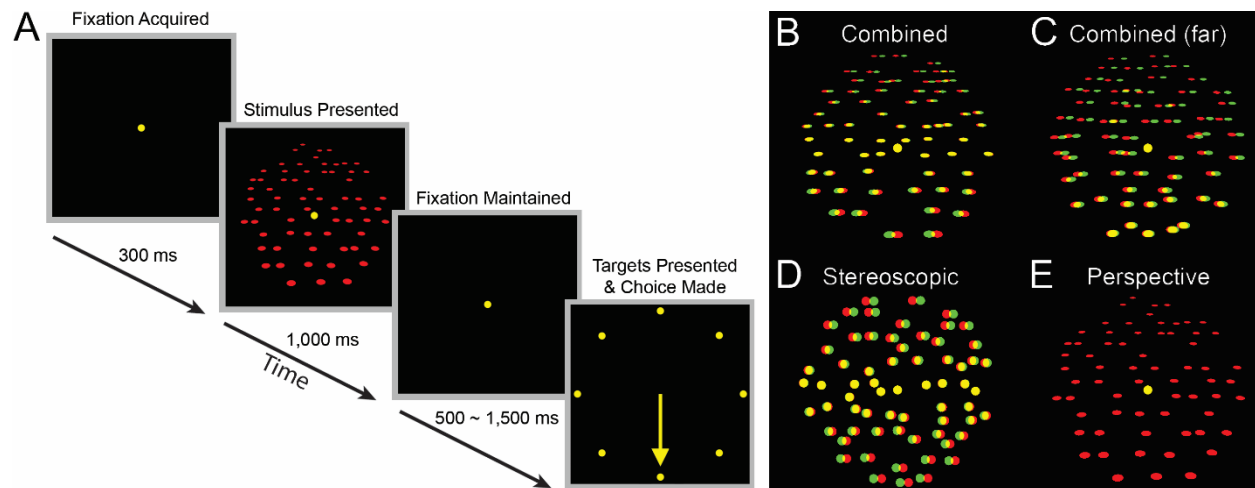 A
Fixation Acquired
300 ms
Stimulus Presented
1,000 ms
Time
Fixation Maintained
500 ~ 1,500 ms
Targets Presented
& Choice Made
B
Combined
C
Combined (far)
D
Stereoscopic
E
Perspective